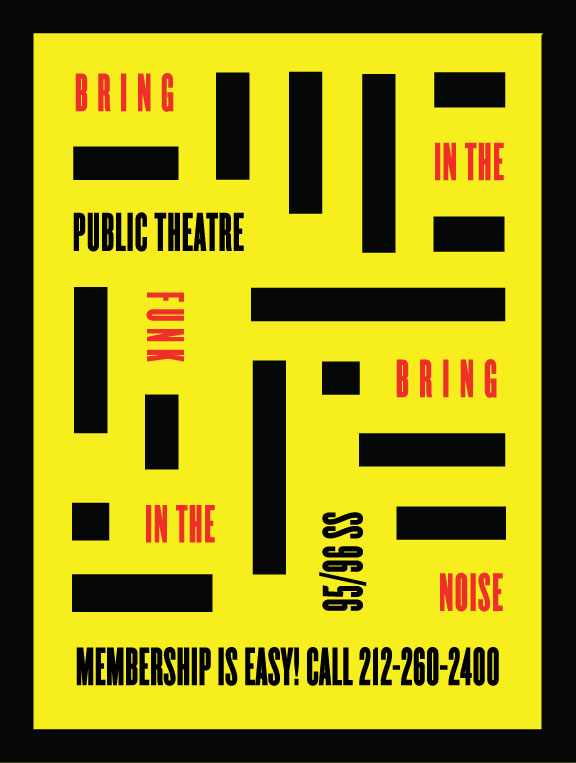 BRING
IN THE
PUBLIC THEATRE
FUNK
BRING
IN THE
95/96 SS
NOISE
MEMBERSHIP IS EASY! CALL 212-260-2400